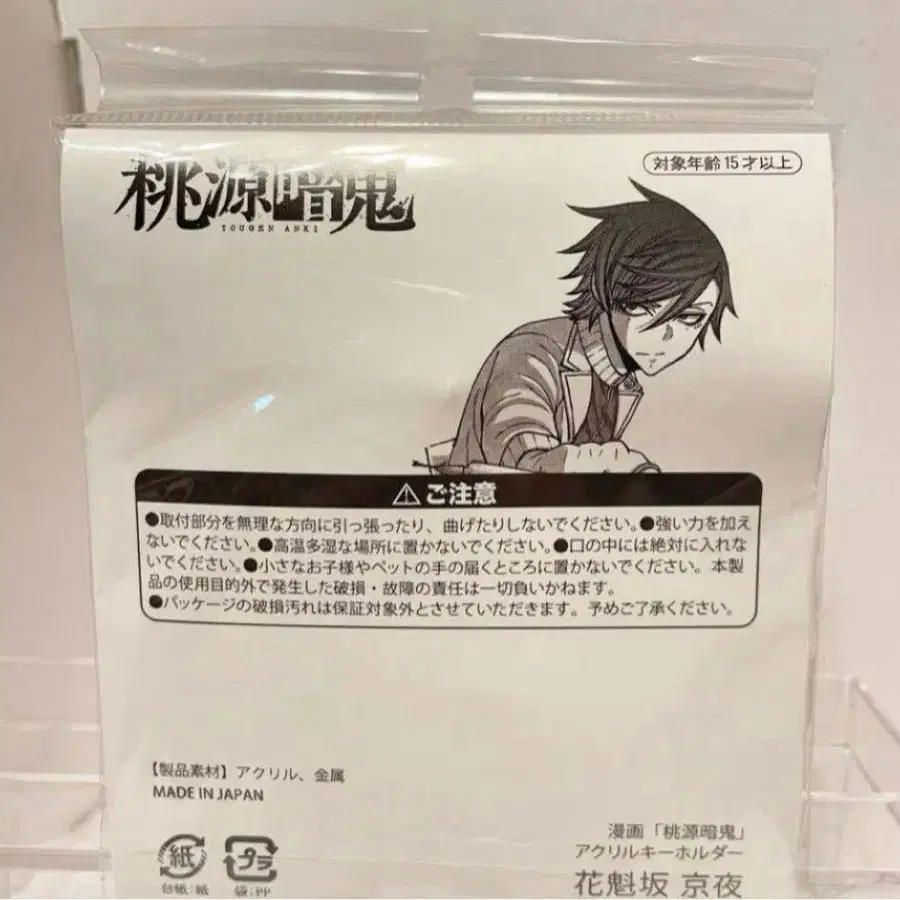 桃源暗鬼
TOUGEN ANKI
対象年齢15才以上
⚠ご注意
●取付部分を無理な方向に引っ張ったり、曲げたりしないでください。●強い力を加え
ないでください。●高温多湿な場所に置かないでください。●口の中には絶対に入れな
いでください。●小さなお子様やペットの手の届くところに置かないでください。本製
品の使用目的外で発生した破損・故障の責任は一切負いかねます。
●パッケージの破損汚れは保証対象外とさせていただきます。予めご了承ください。
【製品素材】アクリル、金属
MADE IN JAPAN
紙
台紙:紙
プラ
袋:PP
漫画「桃源暗鬼」
アクリルキーホルダー
花魁坂 京夜